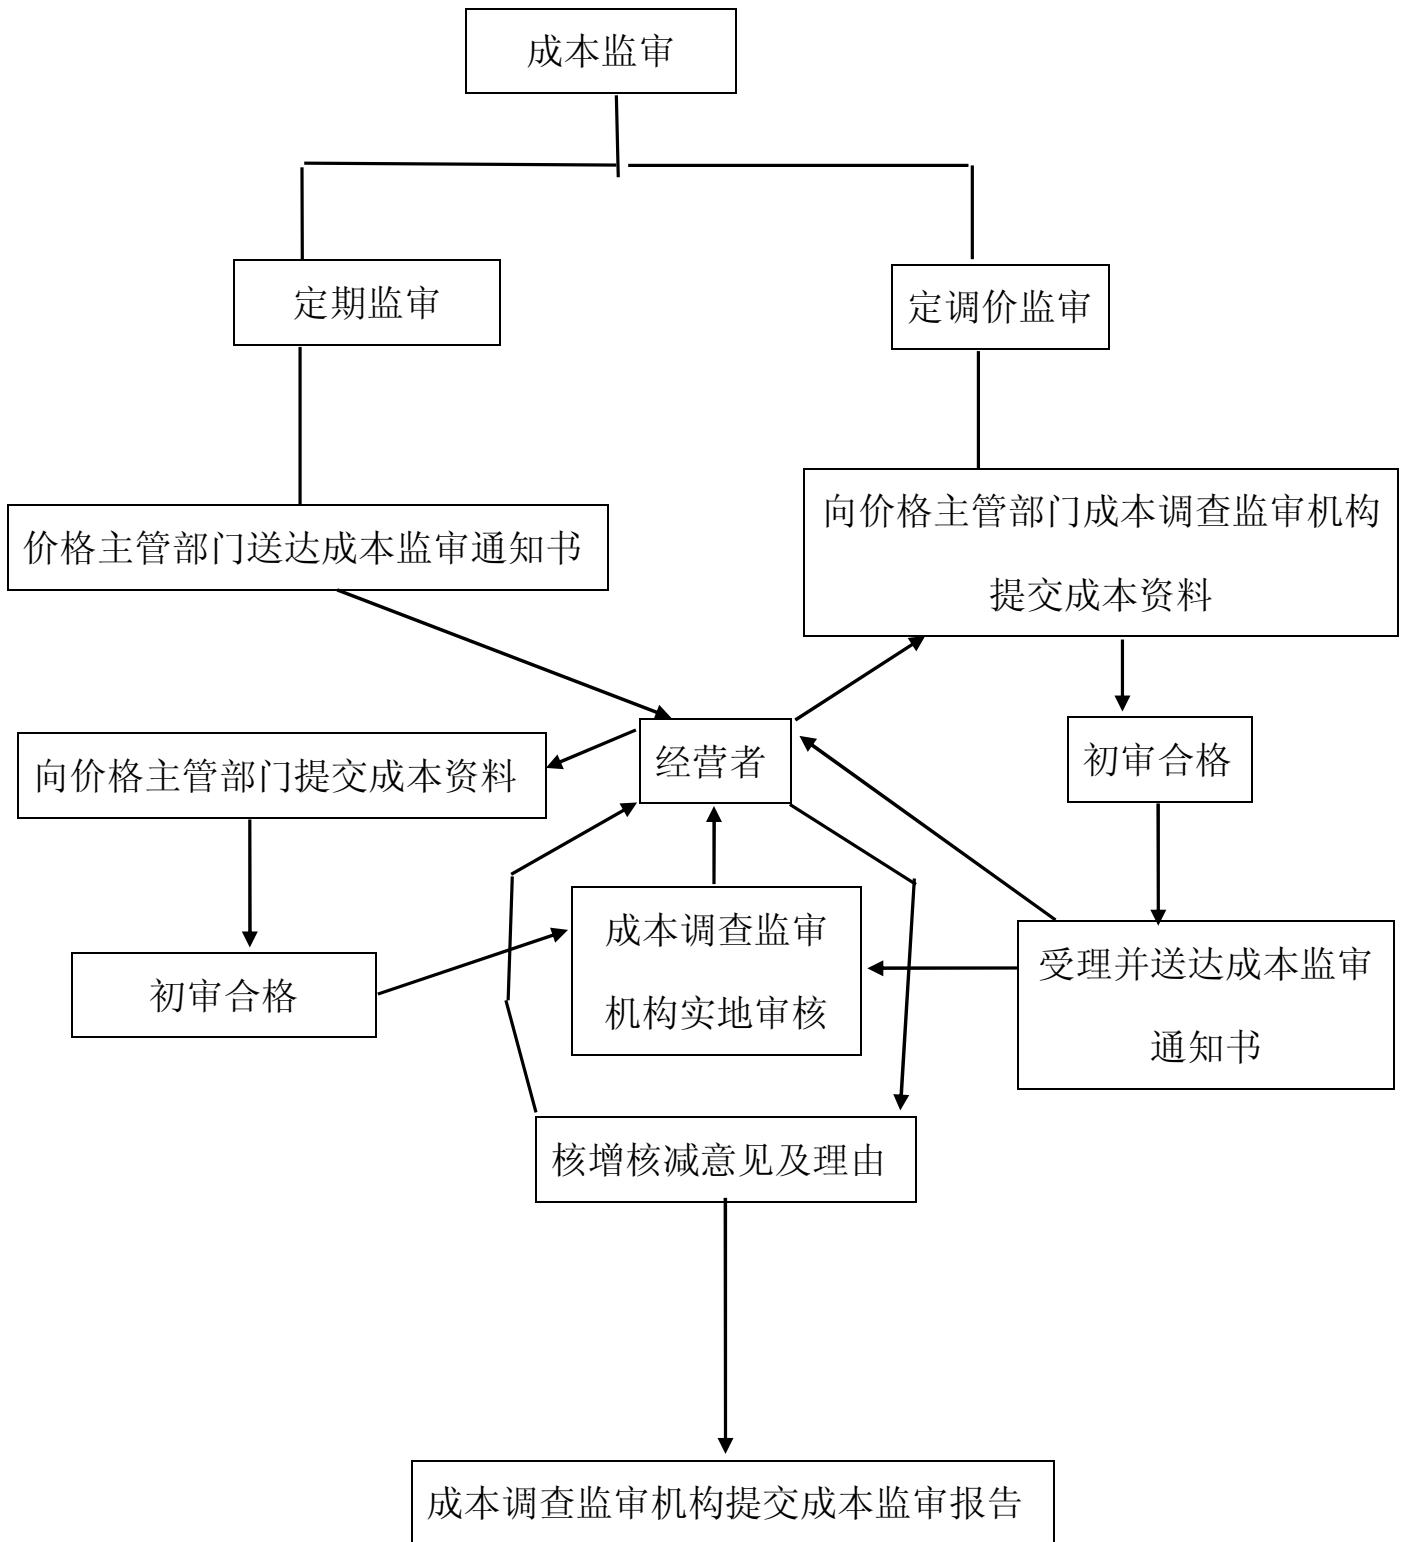 成本监审
定期监审
定调价监审
价格主管部门送达成本监审通知书
向价格主管部门成本调查监审机构
提交成本资料
向价格主管部门提交成本资料
经营者
初审合格
初审合格
成本调查监审
机构实地审核
受理并送达成本监审
通知书
核增核减意见及理由
成本调查监审机构提交成本监审报告